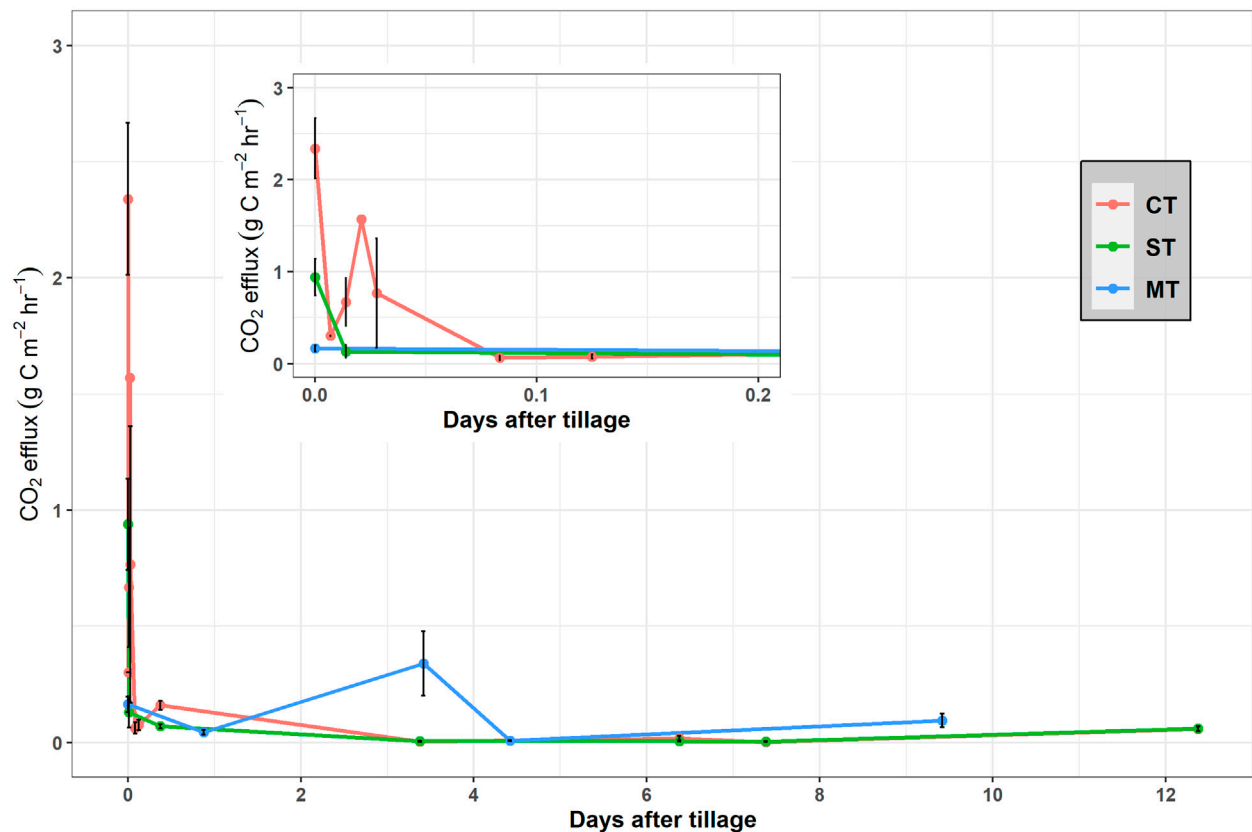 3
2
1
0
CO₂ efflux (g C m⁻² hr⁻¹)
0 2 4 6 8 10 12
Days after tillage
3
2
1
0
CO₂ efflux (g C m⁻² hr⁻¹)
0.0 0.1 0.2
Days after tillage
CT
ST
MT